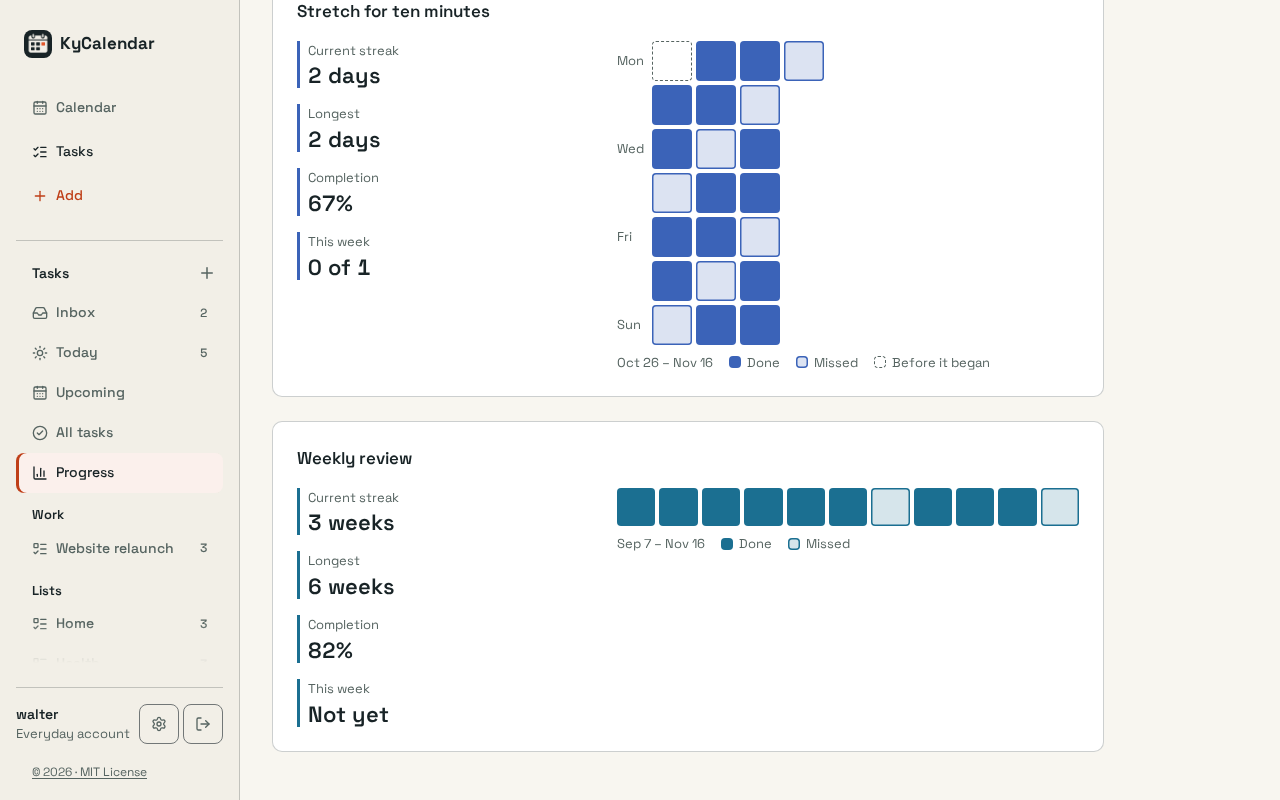 KyCalendar
Calendar
Tasks
Add
Tasks
Inbox 2
Today 5
Upcoming
All tasks
Progress
Work
Website relaunch 3
Lists
Home 3
walter
Everyday account
© 2026 · MIT License
Stretch for ten minutes
Current streak
2 days
Longest
2 days
Completion
67%
This week
0 of 1
Mon
Wed
Fri
Sun
Oct 26 – Nov 16 Done Missed Before it began
Weekly review
Current streak
3 weeks
Longest
6 weeks
Completion
82%
This week
Not yet
Sep 7 – Nov 16 Done Missed